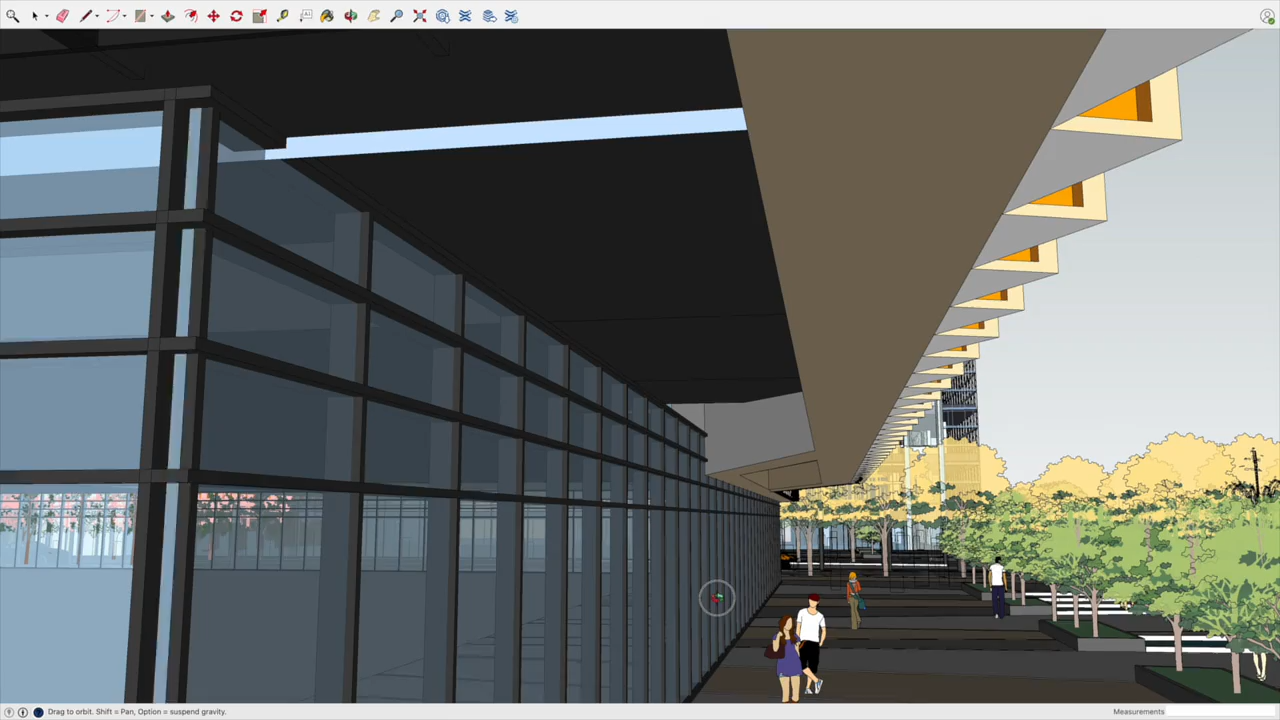 Drag to orbit. Shift = Pan, Option = suspend gravity.
Measurements